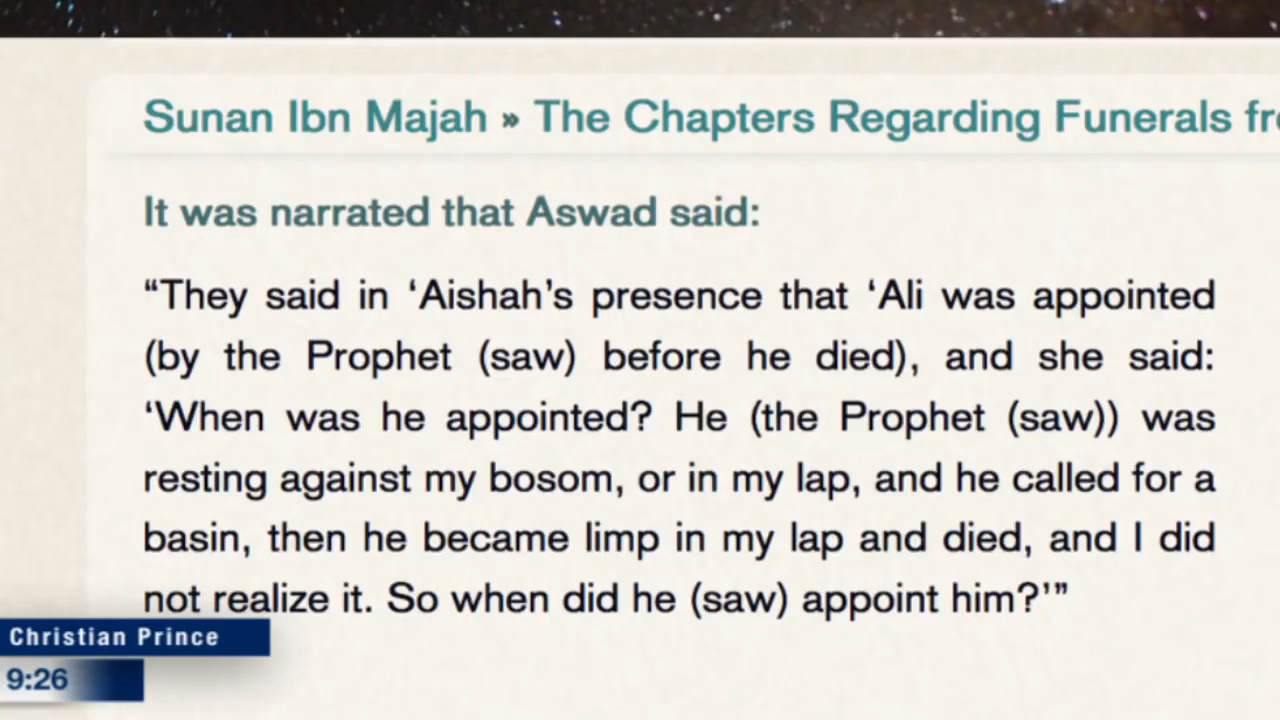 Sunan Ibn Majah » The Chapters Regarding Funerals
It was narrated that Aswad said:
“They said in ‘Aishah’s presence that ‘Ali was appointed
(by the Prophet (saw) before he died), and she said:
‘When was he appointed? He (the Prophet (saw)) was
resting against my bosom, or in my lap, and he called for a
basin, then he became limp in my lap and died, and I did
not realize it. So when did he (saw) appoint him?’”
Christian Prince
9:26